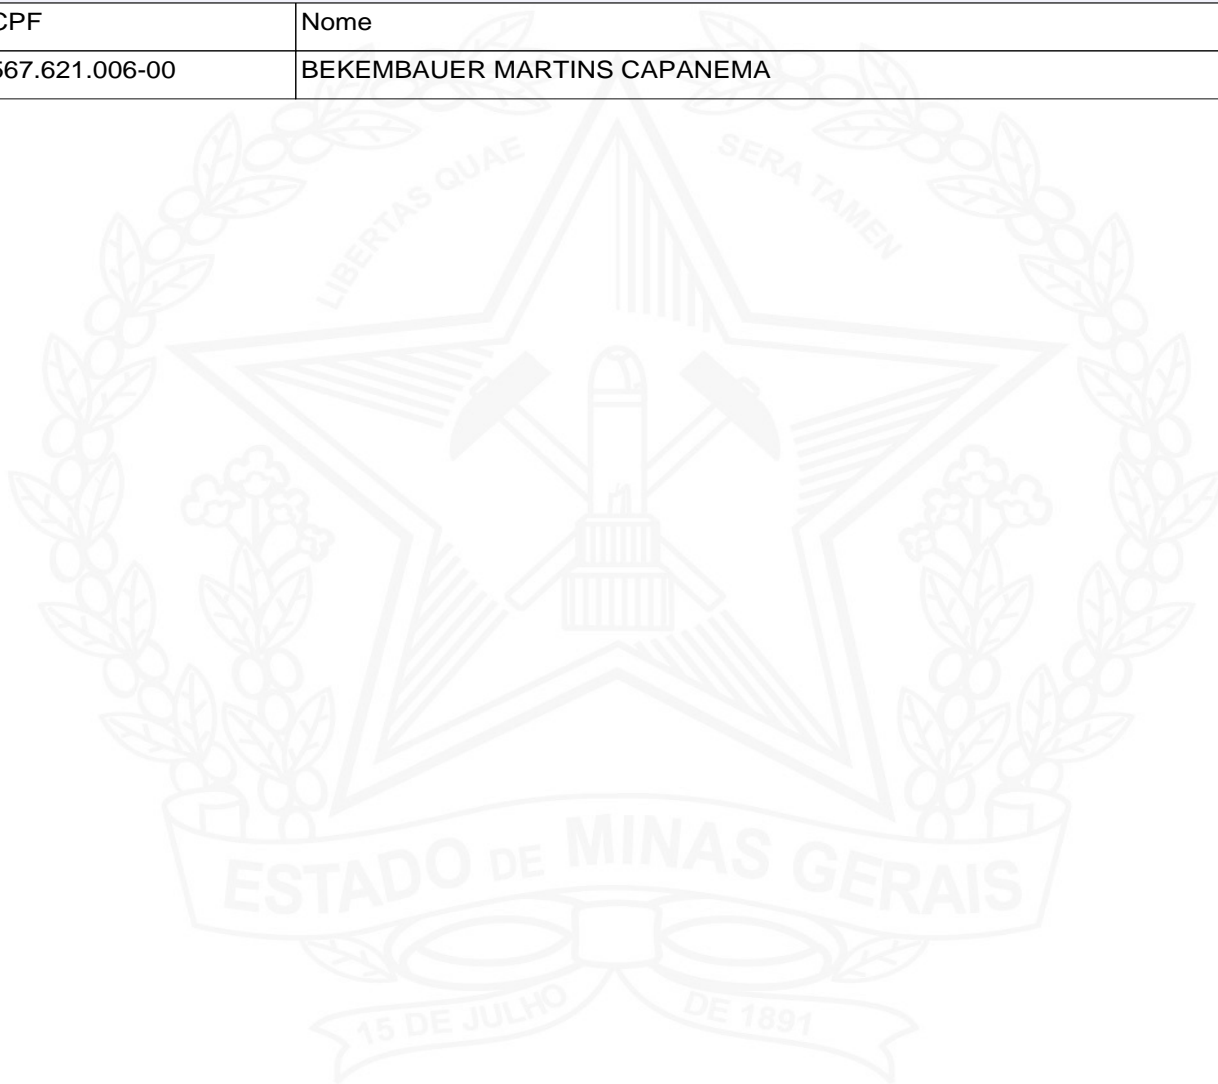 CPF Nome
567.621.006-00 BEKEMBAUER MARTINS CAPANEMA
LIBERTAS QUAE SERA TAMEN
ESTADO DE MINAS GERAIS
15 DE JULHO DE 1891